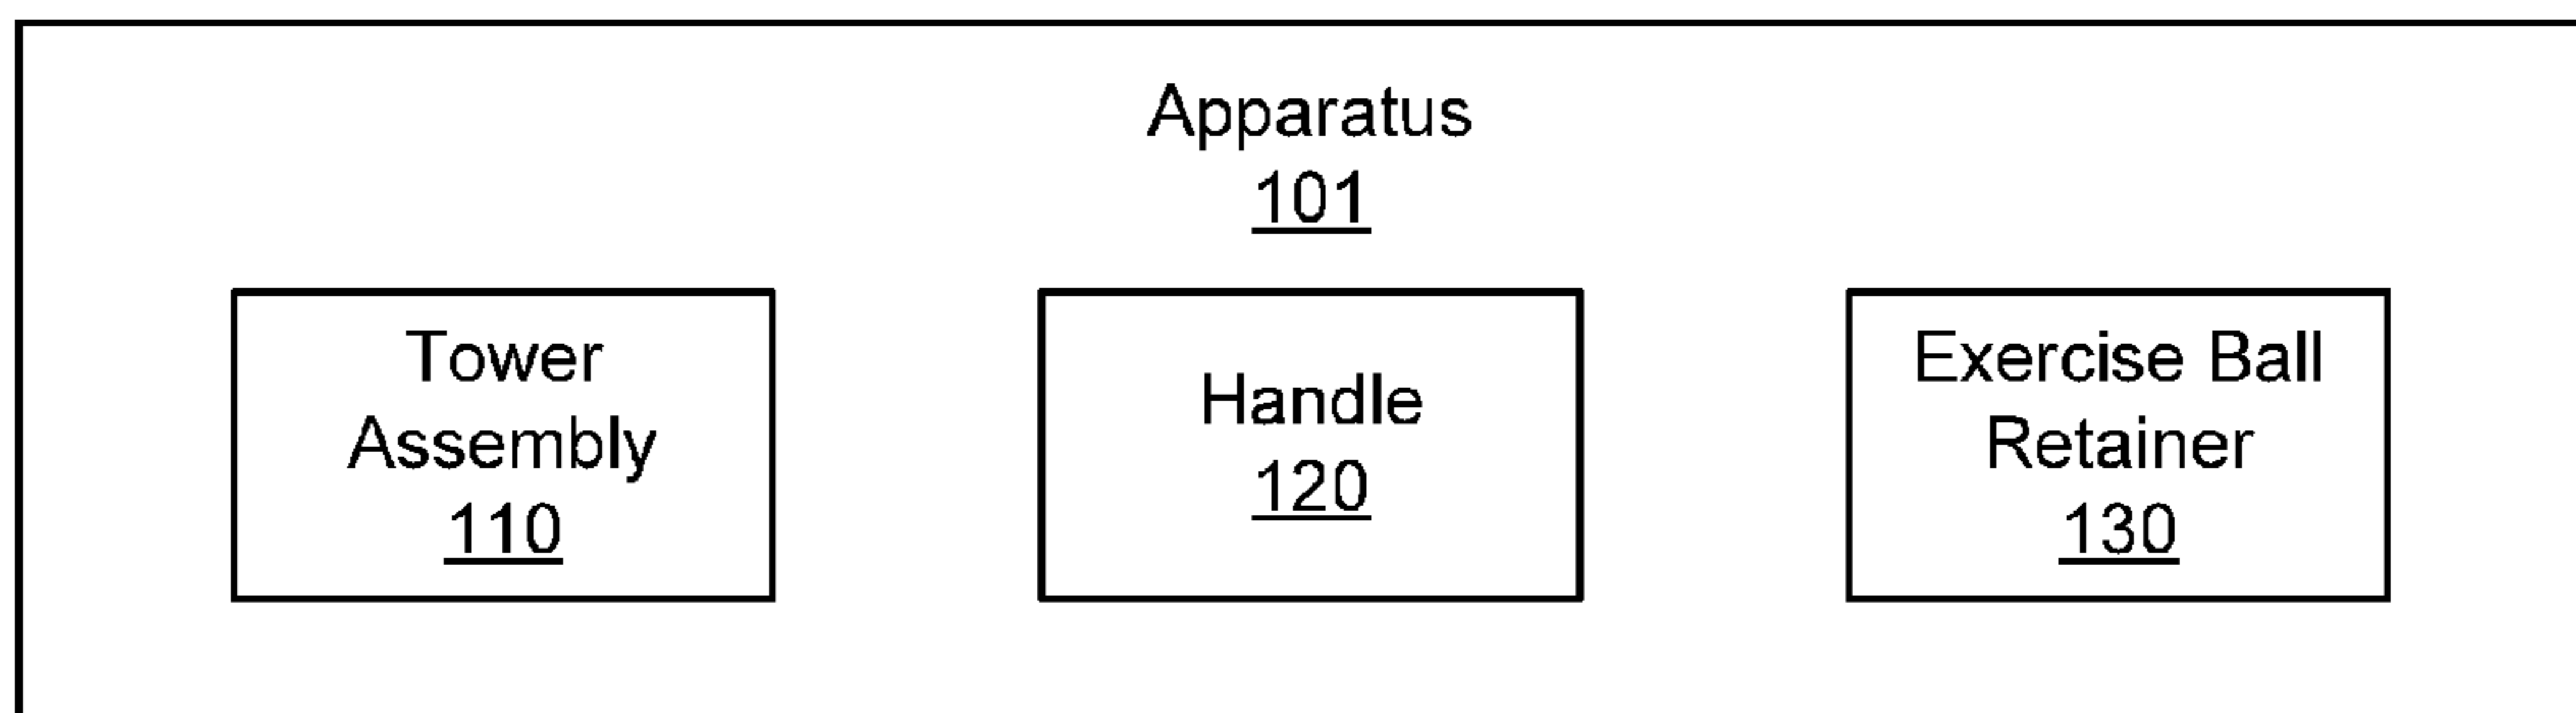 Apparatus
101
Tower
Assembly
110
Handle
120
Exercise Ball
Retainer
130